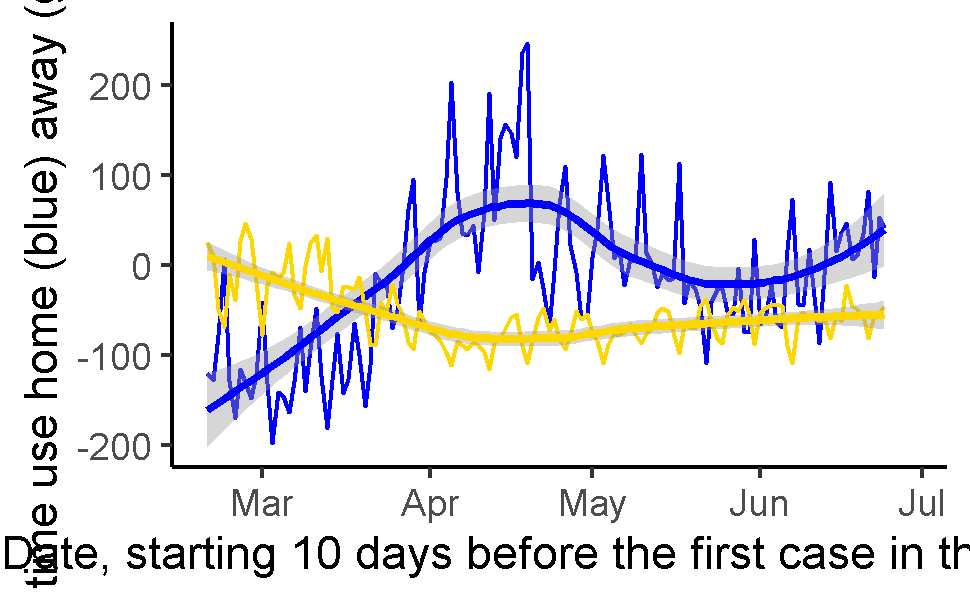 time use home (blue) away (
200
100
0
-100
-200
Mar Apr May Jun Jul
Date, starting 10 days before the first case in th